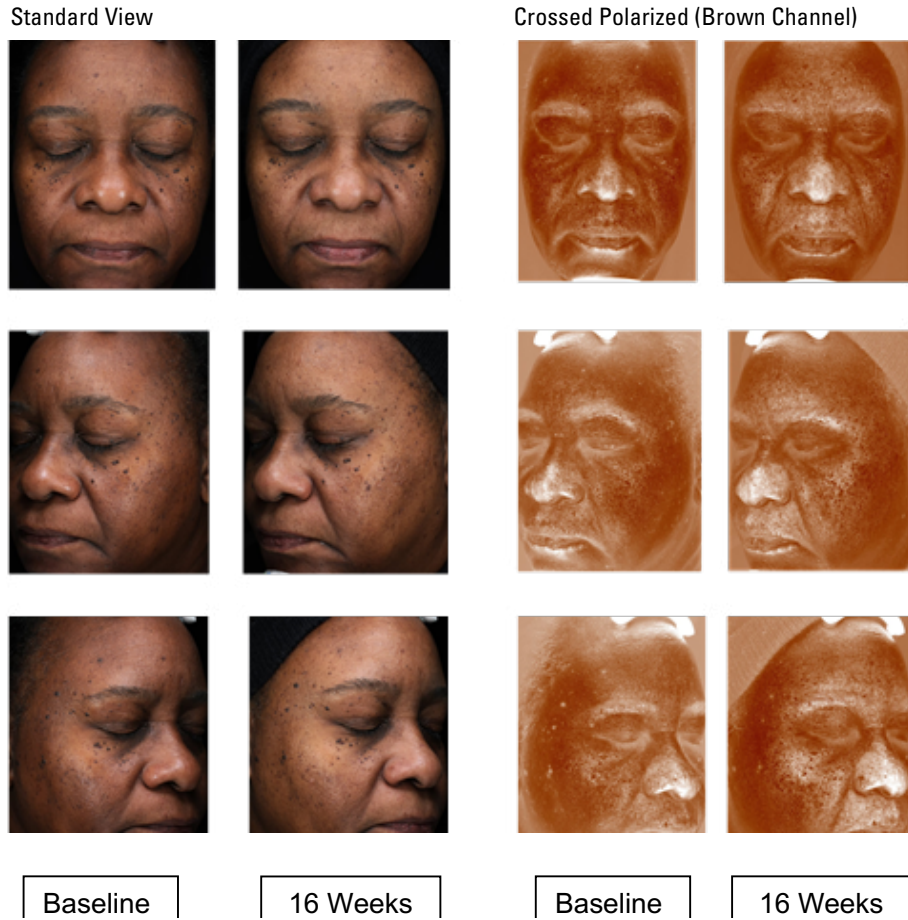 Standard View
Crossed Polarized (Brown Channel)
Baseline
16 Weeks
Baseline
16 Weeks